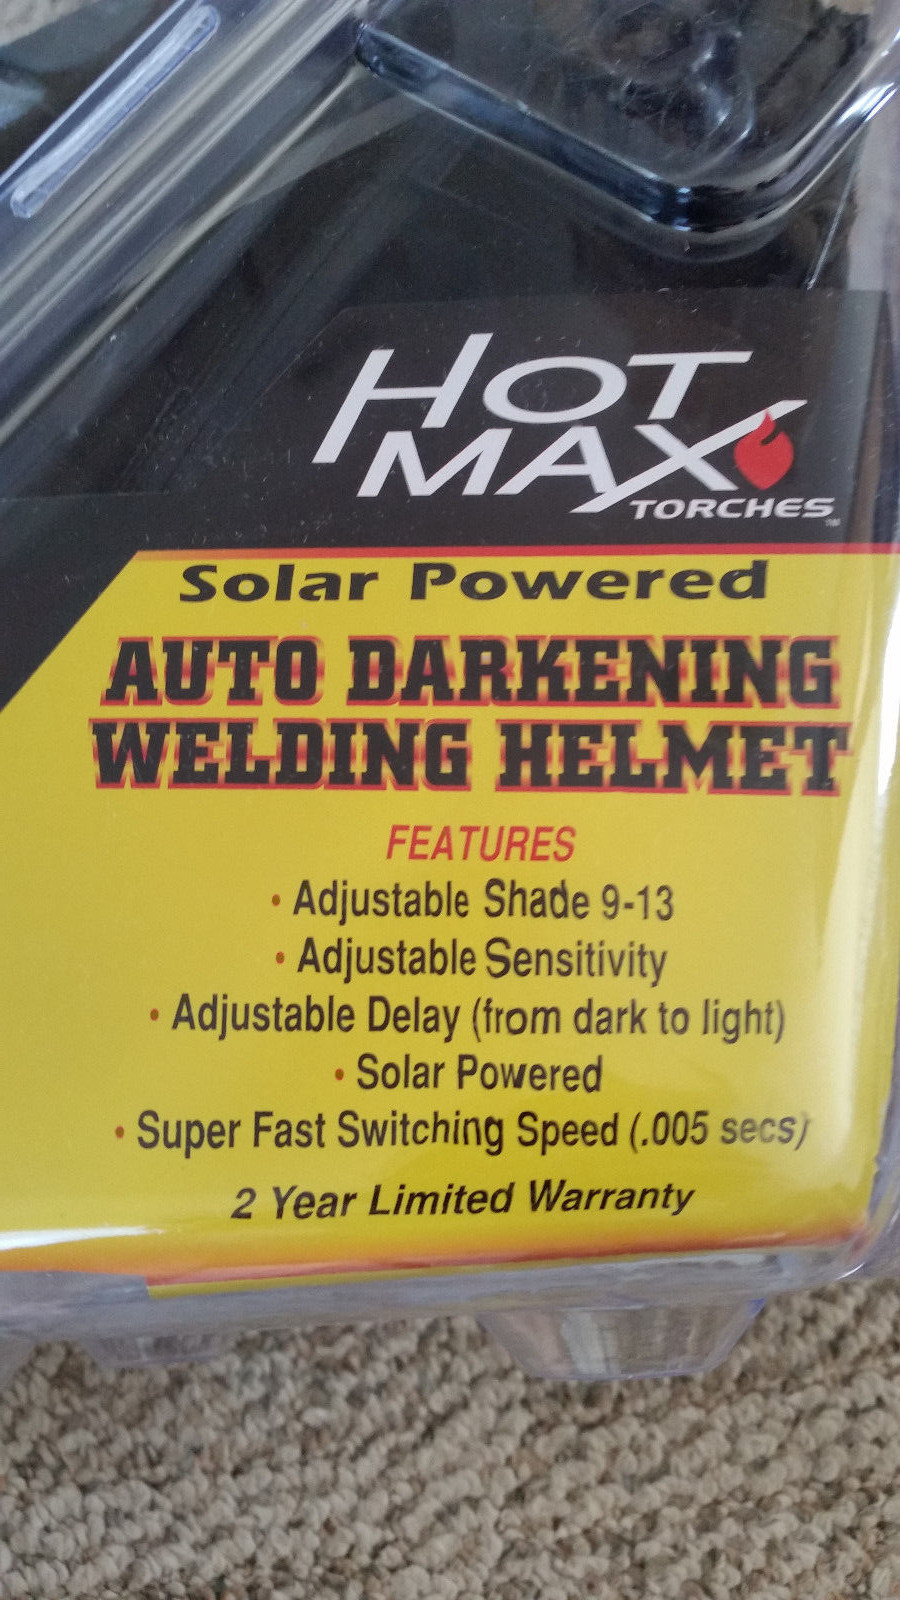 HOT
MAX
TORCHES™
Solar Powered
AUTO DARKENING
WELDING HELMET
FEATURES
• Adjustable Shade 9-13
• Adjustable Sensitivity
• Adjustable Delay (from dark to light)
• Solar Powered
• Super Fast Switching Speed (.005 secs)
2 Year Limited Warranty